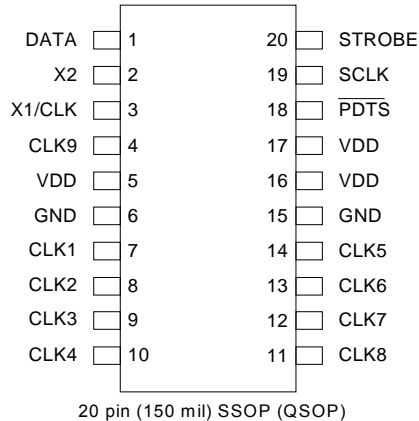 DATA 1 20 STROBE
X2 2 19 SCLK
X1/CLK 3 18 PDTS
CLK9 4 17 VDD
VDD 5 16 VDD
GND 6 15 GND
CLK1 7 14 CLK5
CLK2 8 13 CLK6
CLK3 9 12 CLK7
CLK4 10 11 CLK8
20 pin (150 mil) SSOP (QSOP)